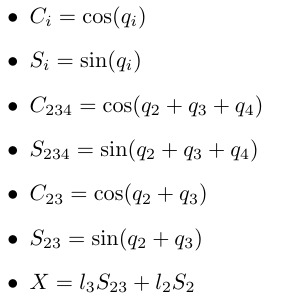 • C_i = cos(q_i)
• S_i = sin(q_i)
• C_234 = cos(q_2 + q_3 + q_4)
• S_234 = sin(q_2 + q_3 + q_4)
• C_23 = cos(q_2 + q_3)
• S_23 = sin(q_2 + q_3)
• X = l_3S_23 + l_2S_2